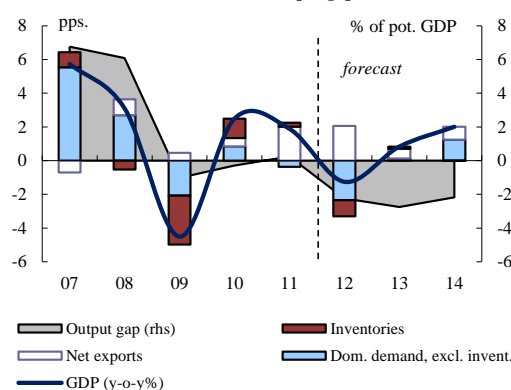 pps.
% of pot. GDP
forecast
8
6
4
2
0
-2
-4
-6
8
6
4
2
0
-2
-4
-6
07 08 09 10 11 12 13 14
Output gap (rhs)
Inventories
Net exports
Dom. demand, excl. invent.
GDP (y-o-y%)